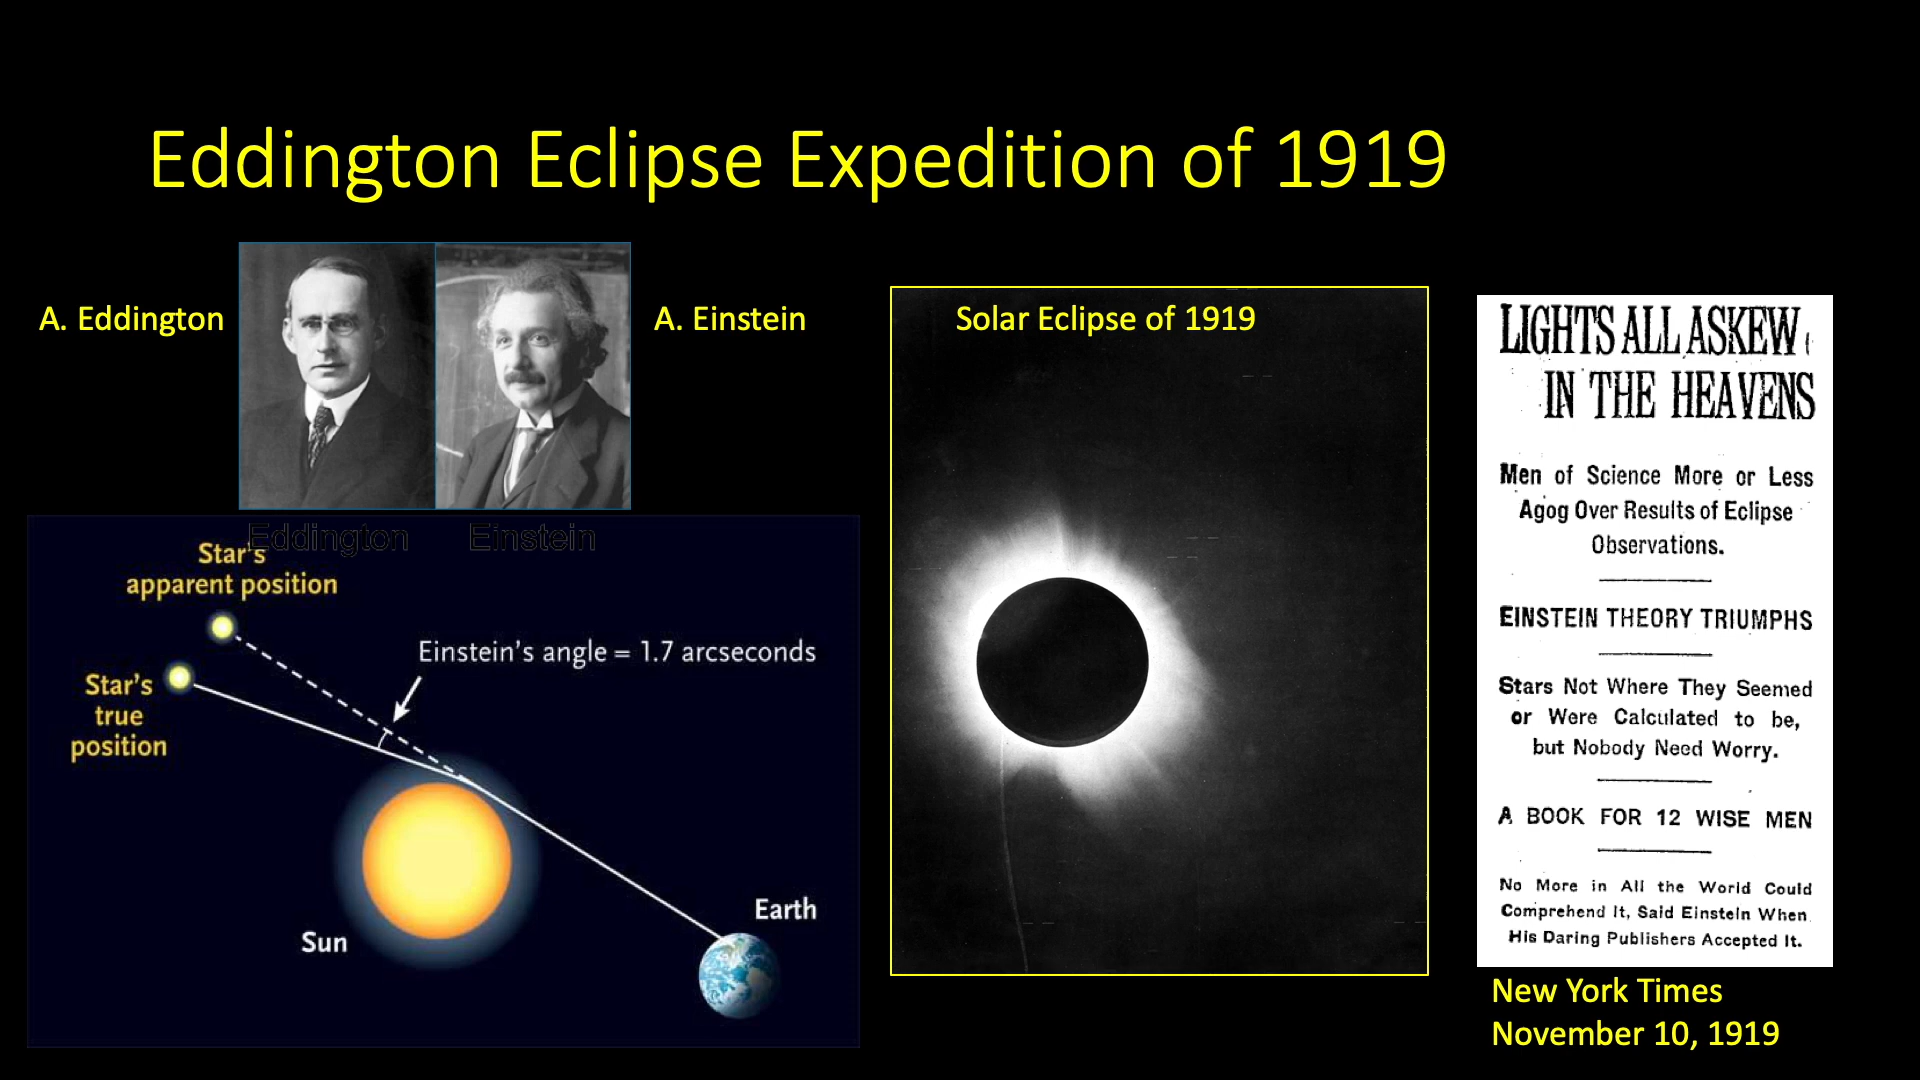 Eddington Eclipse Expedition of 1919
A. Eddington
A. Einstein
Eddington
Einstein
Star's
apparent position
Einstein's angle = 1.7 arcseconds
Star's
true
position
Sun
Earth
Solar Eclipse of 1919
LIGHTS ALL ASKEW
IN THE HEAVENS
Men of Science More or Less
Agog Over Results of Eclipse
Observations.
EINSTEIN THEORY TRIUMPHS
Stars Not Where They Seemed
or Were Calculated to be,
but Nobody Need Worry.
A BOOK FOR 12 WISE MEN
No More in All the World Could
Comprehend It, Said Einstein When
His Daring Publishers Accepted It.
New York Times
November 10, 1919